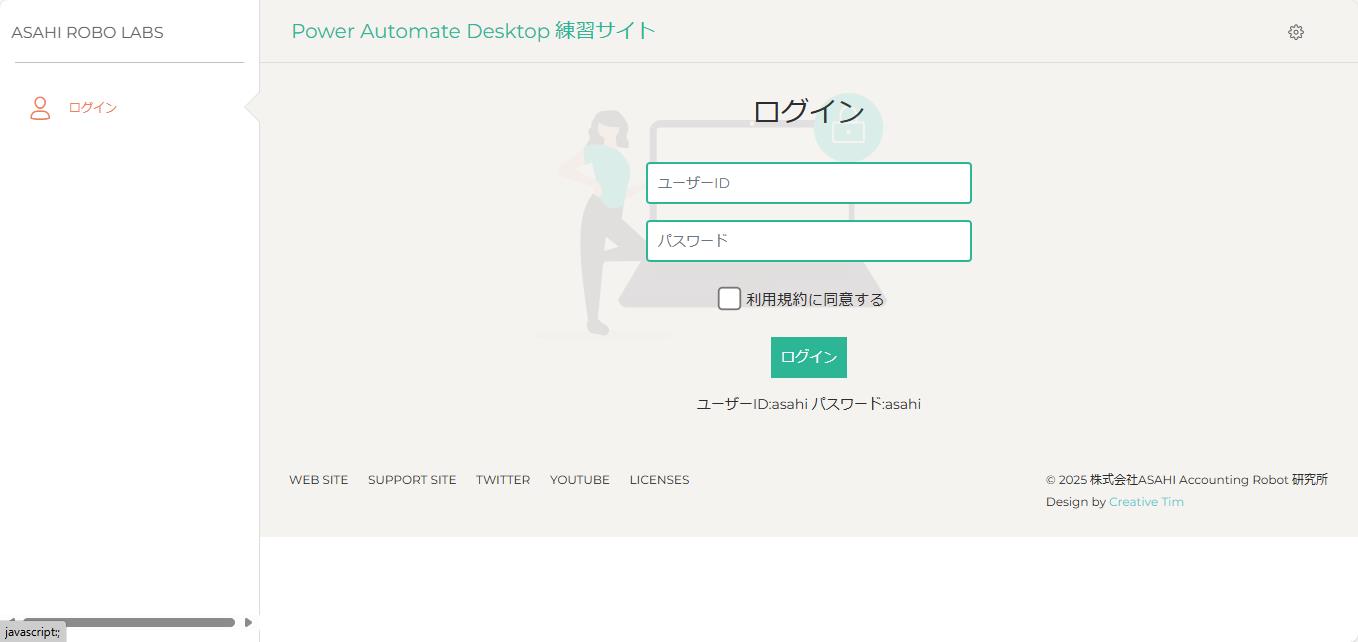 ASAHI ROBO LABS
Power Automate Desktop 練習サイト
ログイン
ログイン
ユーザーID
パスワード
利用規約に同意する
ログイン
ユーザーID:asahi パスワード:asahi
WEB SITE SUPPORT SITE TWITTER YOUTUBE LICENSES
© 2025 株式会社ASAHI Accounting Robot 研究所
Design by Creative Tim
javascript:;